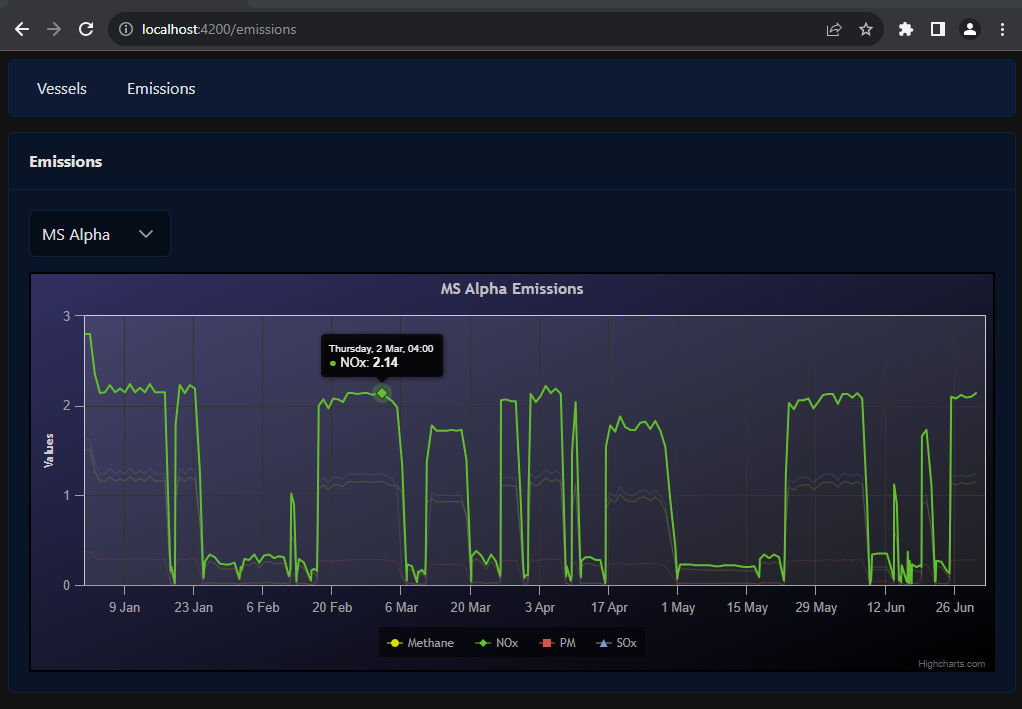 localhost:4200/emissions
Vessels Emissions
Emissions
MS Alpha
MS Alpha Emissions
3
Thursday, 2 Mar, 04:00
NOx: 2.14
2
Values
1
0
9 Jan 23 Jan 6 Feb 20 Feb 6 Mar 20 Mar 3 Apr 17 Apr 1 May 15 May 29 May 12 Jun 26 Jun
Methane NOx PM SOx
Highcharts.com